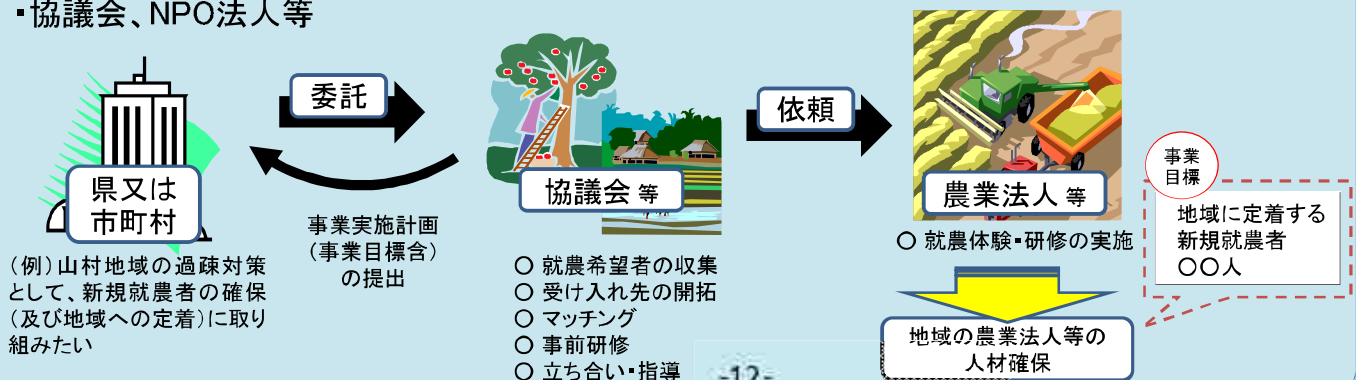 ・協議会、NPO法人等
委託
依頼
県又は
市町村
協議会 等
農業法人 等
事業
目標
地域に定着する
新規就農者
〇〇人
事業実施計画
(事業目標含)
の提出
(例)山村地域の過疎対策
として、新規就農者の確保
(及び地域への定着)に取り
組みたい
〇 就農希望者の収集
〇 受け入れ先の開拓
〇 マッチング
〇 事前研修
〇 立ち合い・指導
〇 就農体験・研修の実施
地域の農業法人等の
人材確保
-12-